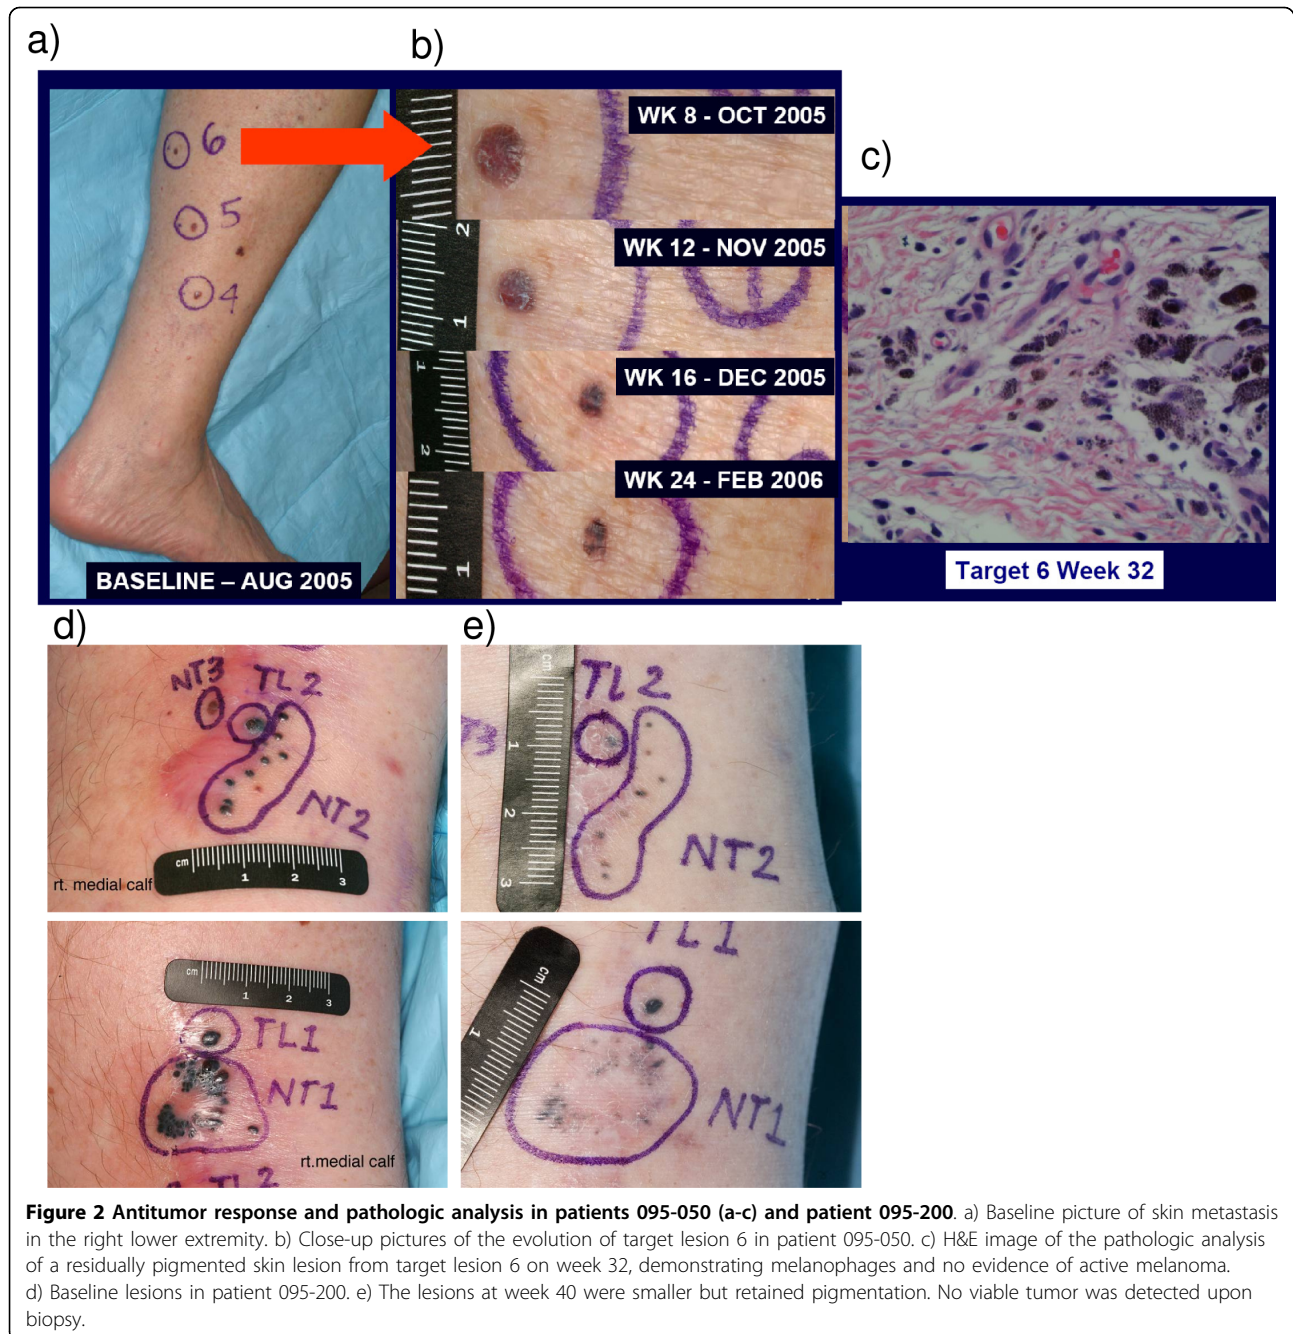 a)
b)
6
5
4
BASELINE – AUG 2005
WK 8 - OCT 2005
2
WK 12 - NOV 2005
1
1
WK 16 - DEC 2005
2
WK 24 - FEB 2006
1
c)
Target 6 Week 32
d)
NT3 TL 2
NT2
cm 1 2 3
rt. medial calf
cm 1 2 3
TL1
NT1
rt.medial calf
TL2
e)
cm
TL 2
1
2
3
NT2
TL1
cm
1
NT1
Figure 2 Antitumor response and pathologic analysis in patients 095-050 (a-c) and patient 095-200. a) Baseline picture of skin metastasis
in the right lower extremity. b) Close-up pictures of the evolution of target lesion 6 in patient 095-050. c) H&E image of the pathologic analysis
of a residually pigmented skin lesion from target lesion 6 on week 32, demonstrating melanophages and no evidence of active melanoma.
d) Baseline lesions in patient 095-200. e) The lesions at week 40 were smaller but retained pigmentation. No viable tumor was detected upon
biopsy.